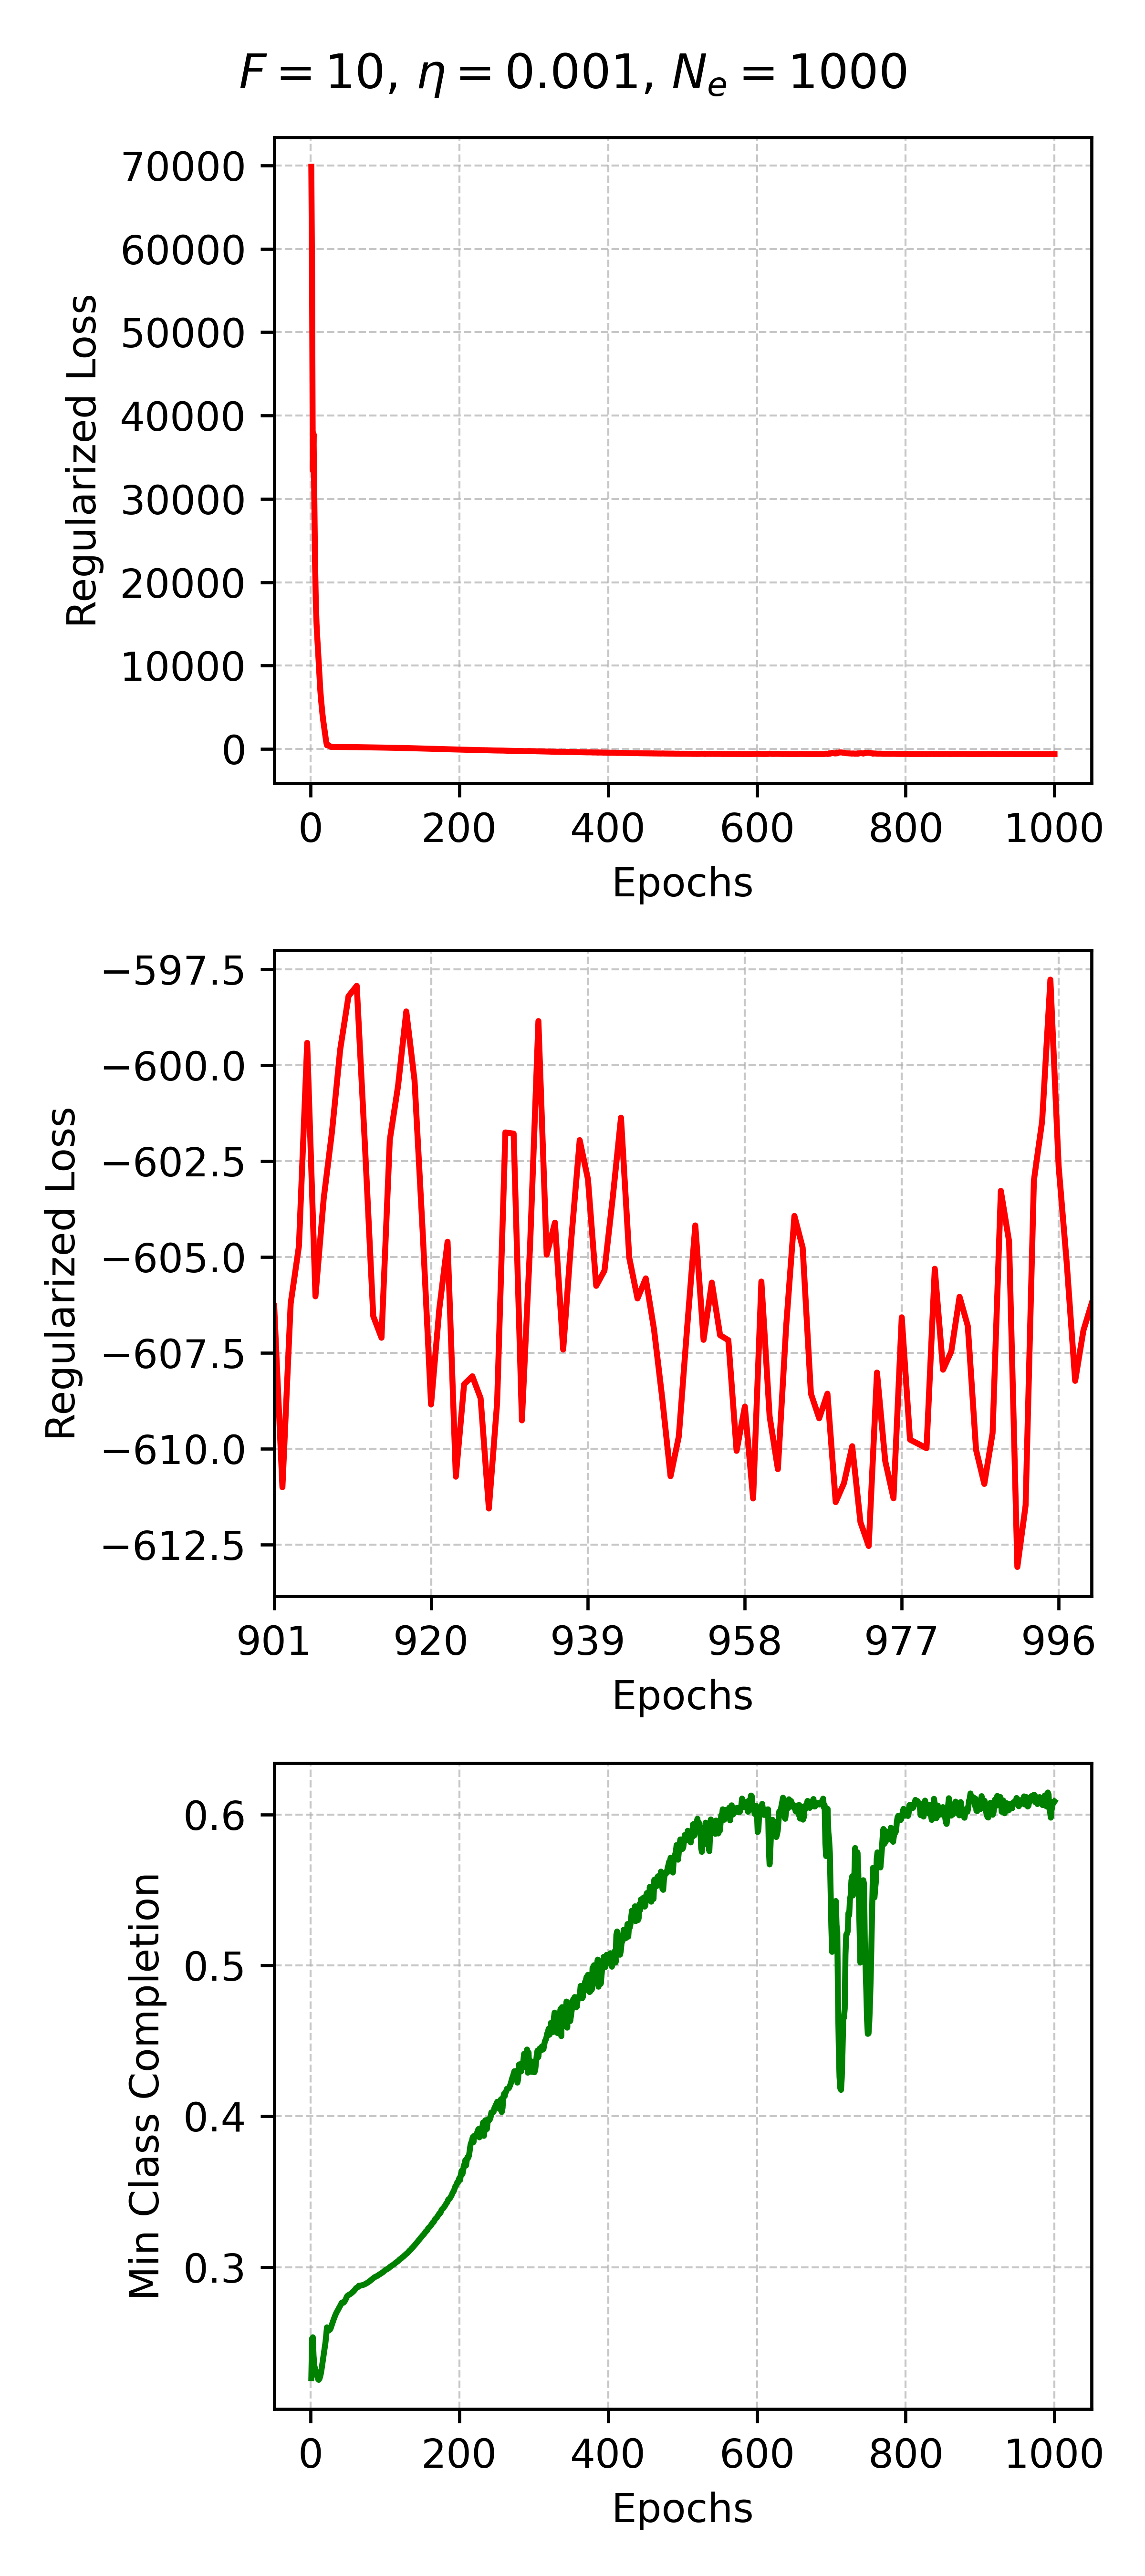 F = 10, η = 0.001, Nₑ = 1000
70000
60000
50000
40000
30000
20000
10000
0
Regularized Loss
0 200 400 600 800 1000
Epochs
−597.5
−600.0
−602.5
−605.0
−607.5
−610.0
−612.5
Regularized Loss
901 920 939 958 977 996
Epochs
0.6
0.5
0.4
0.3
Min Class Completion
0 200 400 600 800 1000
Epochs